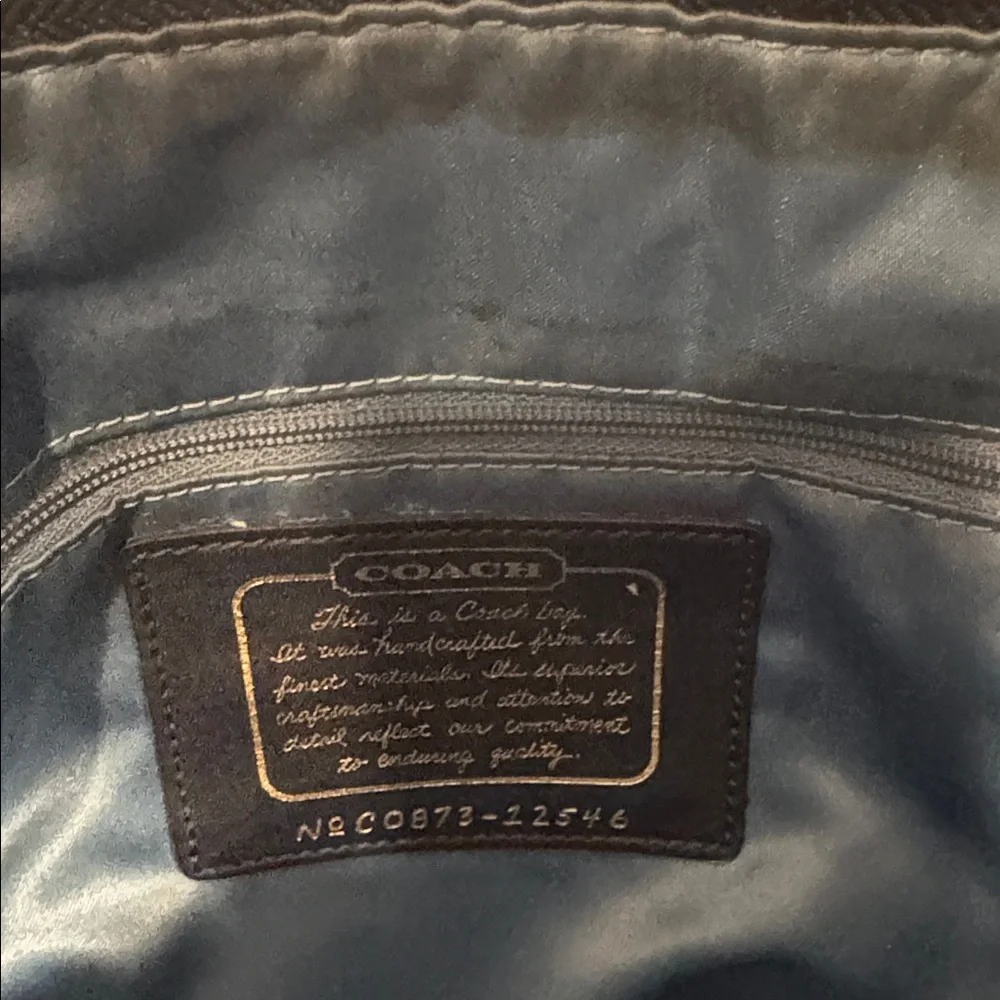 COACH
This is a Coach bag.
It was handcrafted from the
finest materials. Its superior
craftsmanship and attention to
detail reflect our commitment
to enduring quality.
Nº C0873-12546